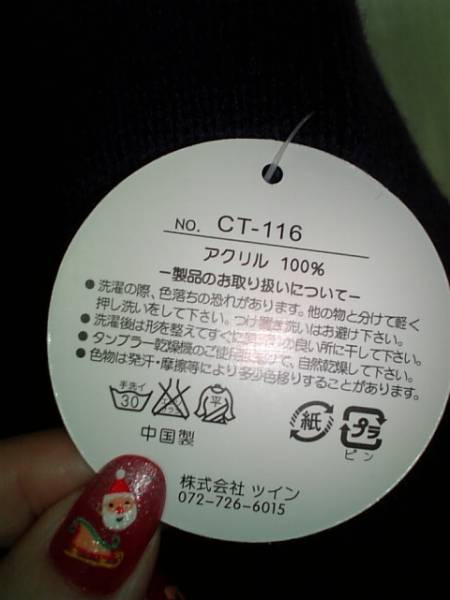 NO. CT-116
アクリル 100%
ー製品のお取り扱いについてー
●洗濯の際、色落ちの恐れがあります。他の物と分けて軽く
押し洗いをして下さい。つけ置き洗いはお避け下さい。
●洗濯後は形を整えてすぐに の良い所に干して下さい。
●タンブラー乾燥機のご使用 て、自然乾燥して下さい。
●色物は発汗・摩擦等により多少色移りすることがあります。
手洗イ
30
平
紙
プラ
ピン
中国製
株式会社 ツイン
072-726-6015